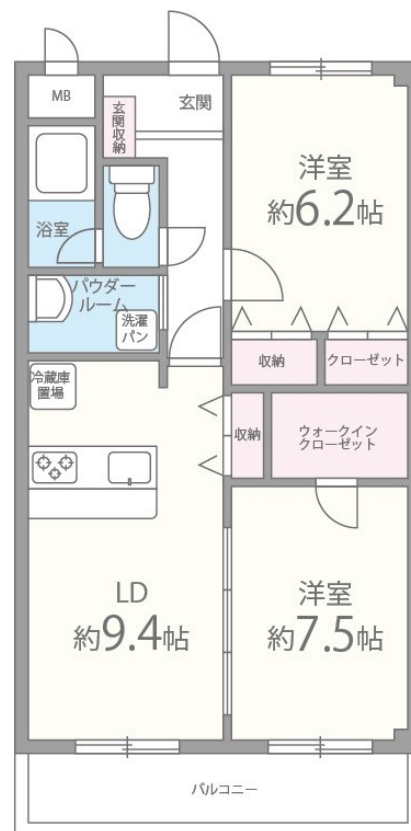 MB
玄関
玄関収納
洋室
約6.2帖
浴室
パウダー
ルーム
洗濯
パン
収納
クローゼット
冷蔵庫
置場
収納
ウォークイン
クローゼット
LD
約9.4帖
洋室
約7.5帖
バルコニー